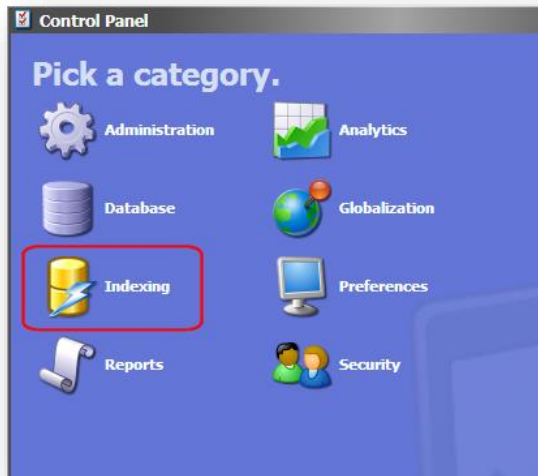 Control Panel
Pick a category.
Administration
Analytics
Database
Globalization
Indexing
Preferences
Reports
Security